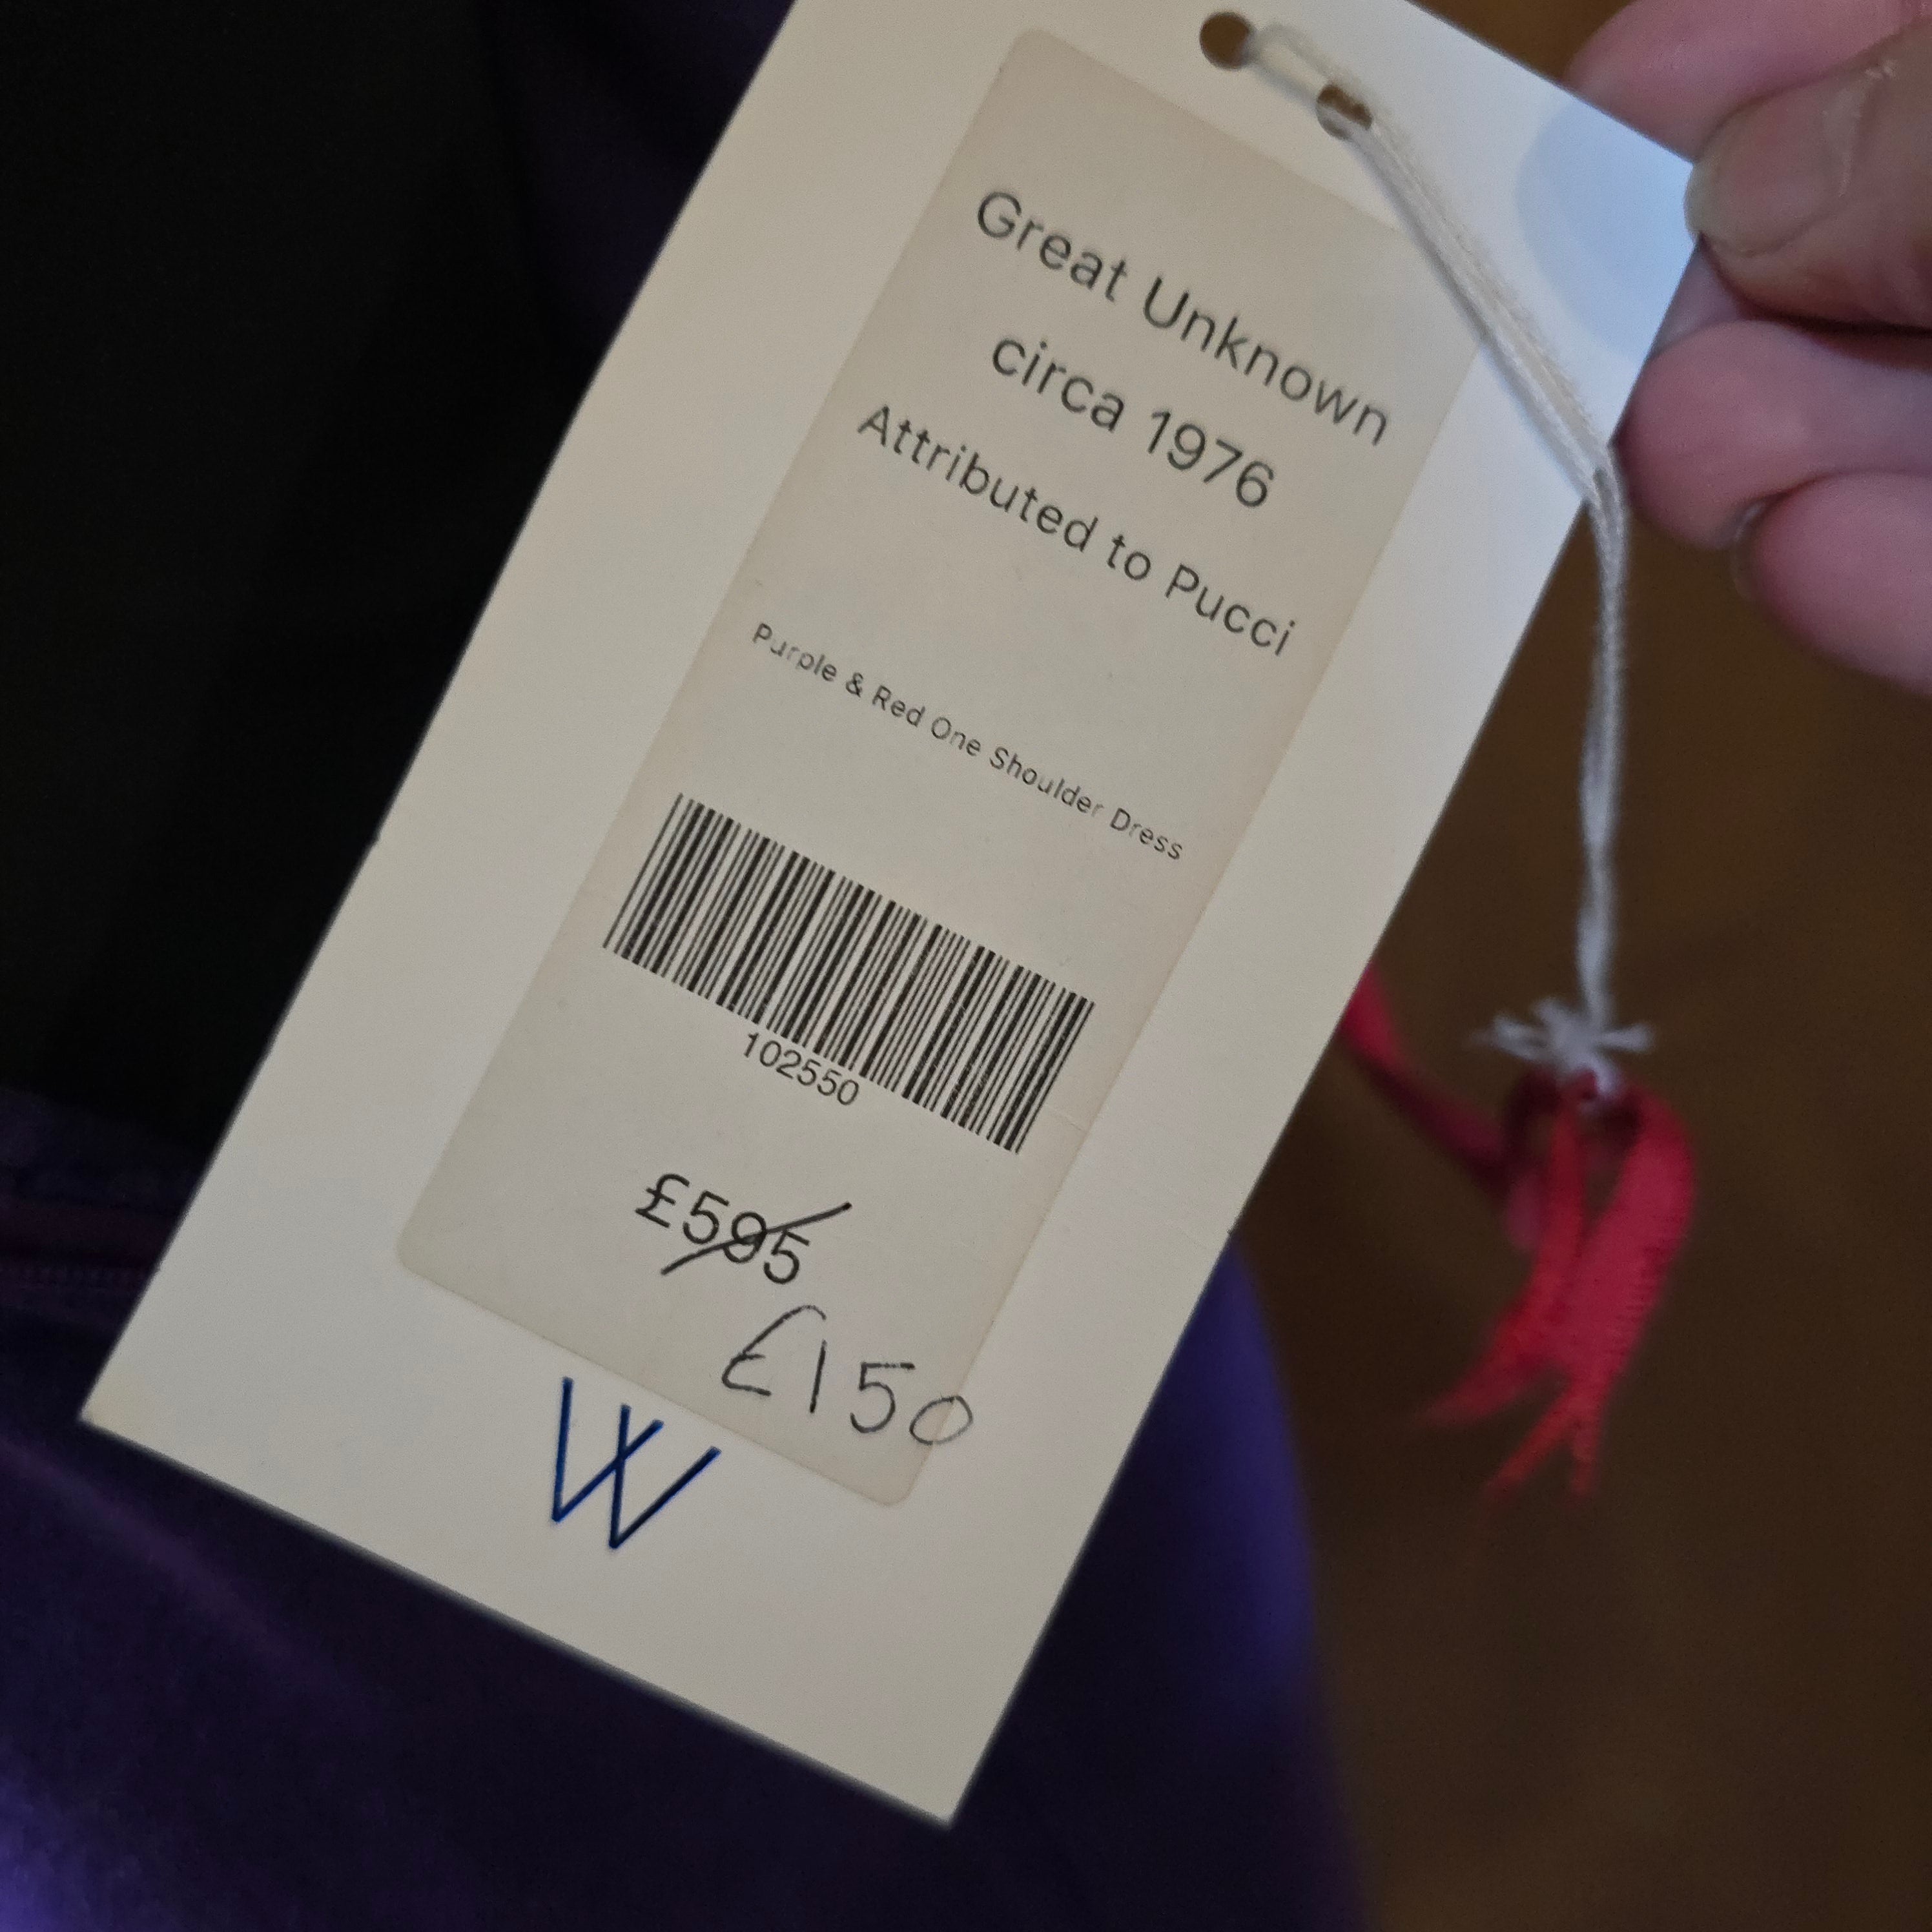 Great Unknown
circa 1976
Attributed to Pucci
Purple & Red One Shoulder Dress
102550
£595
£150
W